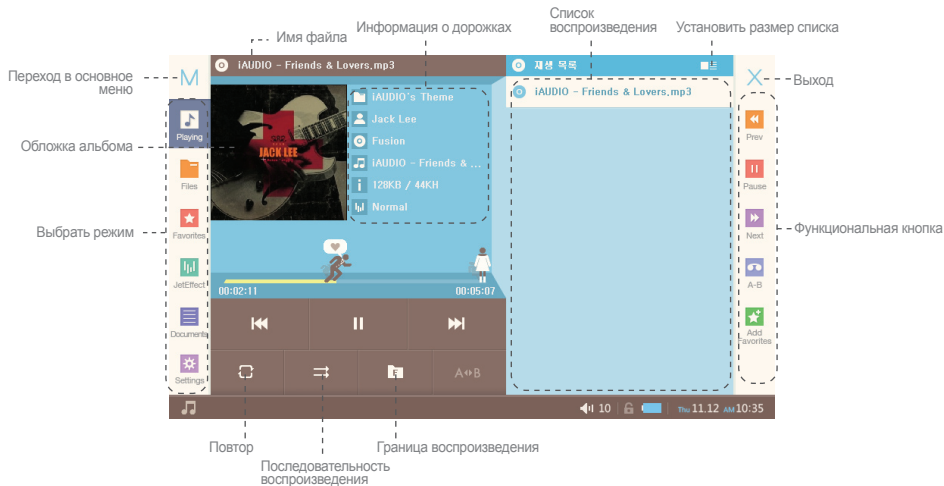 Список
воспроизведения
Информация о дорожках
Установить размер списка
Имя файла
Переход в основное
меню
Выход
Обложка альбома
Выбрать режим
Функциональная кнопка
M
iAUDIO - Friends & Lovers,mp3
재생 목록
X
iAUDIO - Friends & Lovers,mp3
Playing
Files
Favorites
JetEffect
Documents
Settings
SAZA
JACK LEE
iAUDIO's Theme
Jack Lee
Fusion
iAUDIO - Friends & ...
128KB / 44KH
Normal
00:02:11
00:05:07
E
A↔B
Prev
Pause
Next
A-B
Add
Favorites
10
Thu 11.12 AM 10:35
Повтор
Последовательность
воспроизведения
Граница воспроизведения